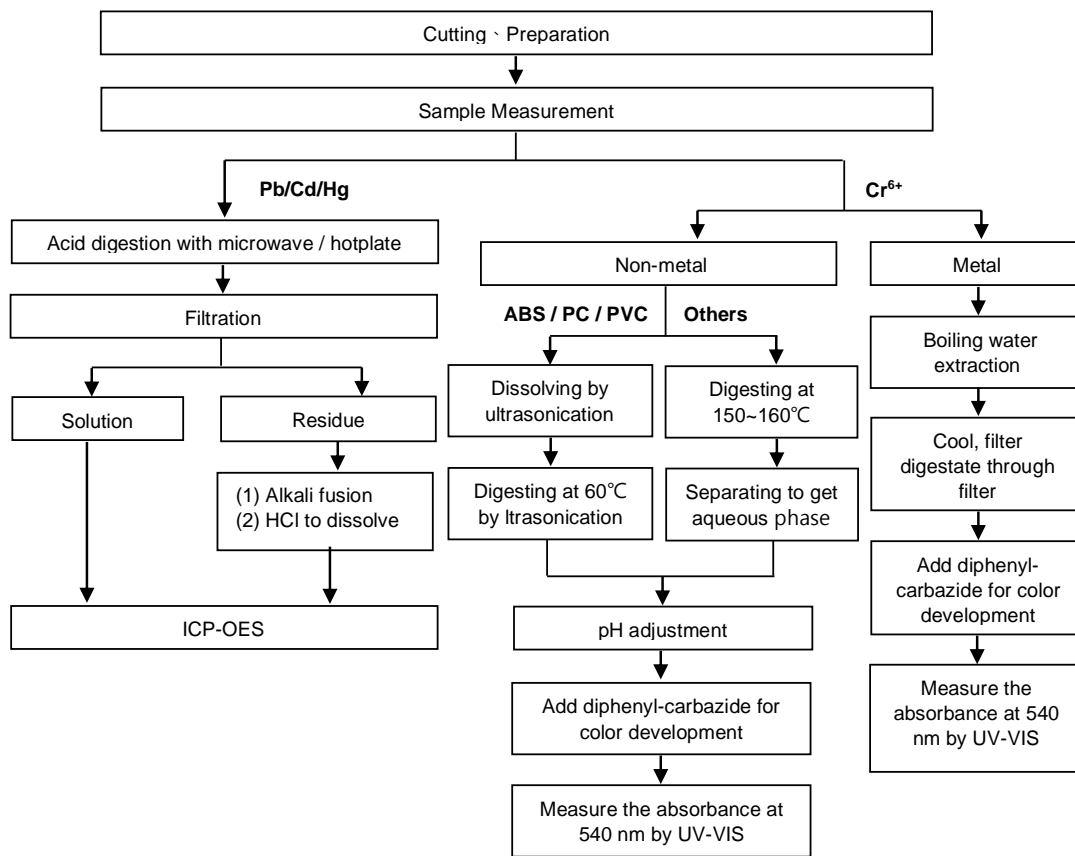 Cutting、Preparation
Sample Measurement
Pb/Cd/Hg
Cr⁶⁺
Acid digestion with microwave / hotplate
Filtration
Solution
Residue
(1) Alkali fusion
(2) HCl to dissolve
ICP-OES
Non-metal
ABS / PC / PVC
Others
Dissolving by
ultrasonication
Digesting at
150~160℃
Digesting at 60℃
by ltrasonication
Separating to get
aqueous phase
pH adjustment
Add diphenyl-carbazide for
color development
Measure the absorbance at
540 nm by UV-VIS
Metal
Boiling water
extraction
Cool, filter
digestate through
filter
Add diphenyl-
carbazide for color
development
Measure the
absorbance at 540
nm by UV-VIS